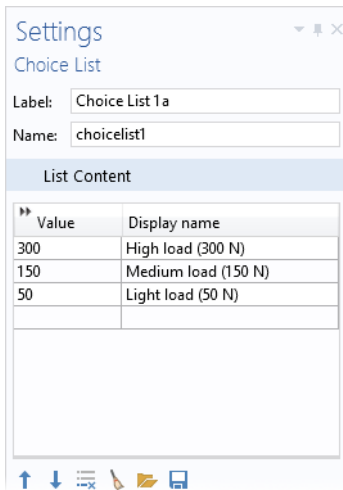 Settings
Choice List
Label: Choice List 1a
Name: choicelist1
List Content
Value Display name
300 High load (300 N)
150 Medium load (150 N)
50 Light load (50 N)